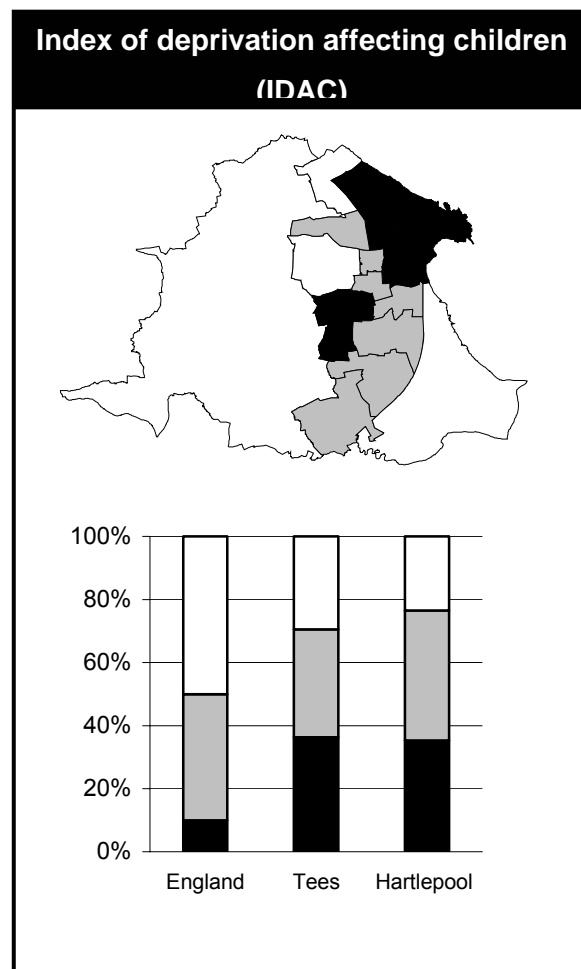 Index of deprivation affecting children
(IDAC)
100%
80%
60%
40%
20%
0%
England Tees Hartlepool